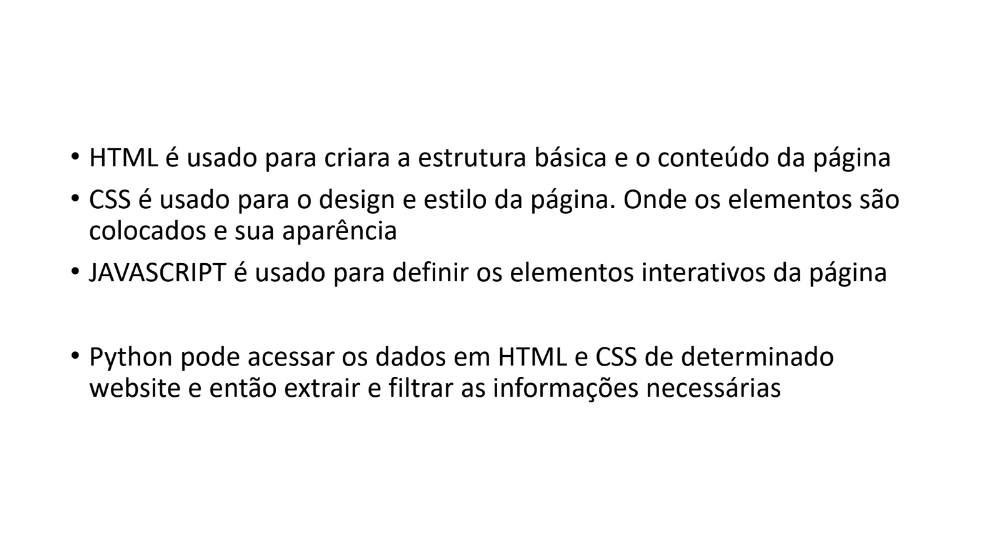 • HTML é usado para criara a estrutura básica e o conteúdo da página
• CSS é usado para o design e estilo da página. Onde os elementos são
colocados e sua aparência
• JAVASCRIPT é usado para definir os elementos interativos da página
• Python pode acessar os dados em HTML e CSS de determinado
website e então extrair e filtrar as informações necessárias